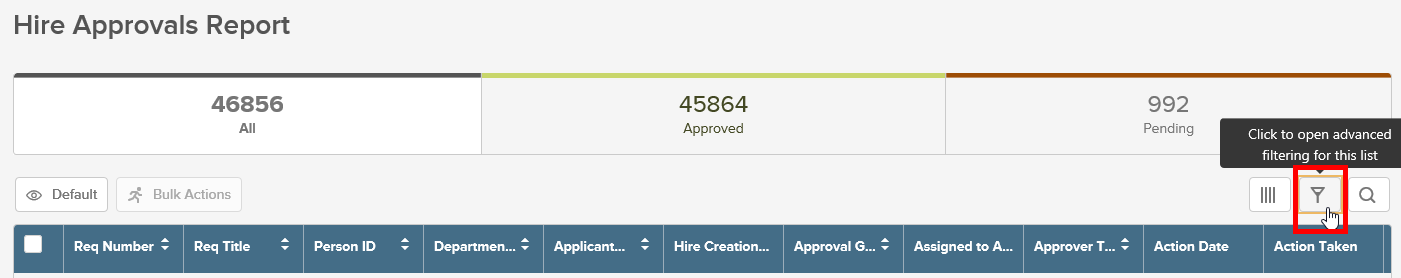 Hire Approvals Report
46856
All
45864
Approved
992
Pending
Click to open advanced
filtering for this list
Default
Bulk Actions
Req Number
Req Title
Person ID
Departmen...
Applicant...
Hire Creation...
Approval G...
Assigned to A...
Approver T...
Action Date
Action Taken